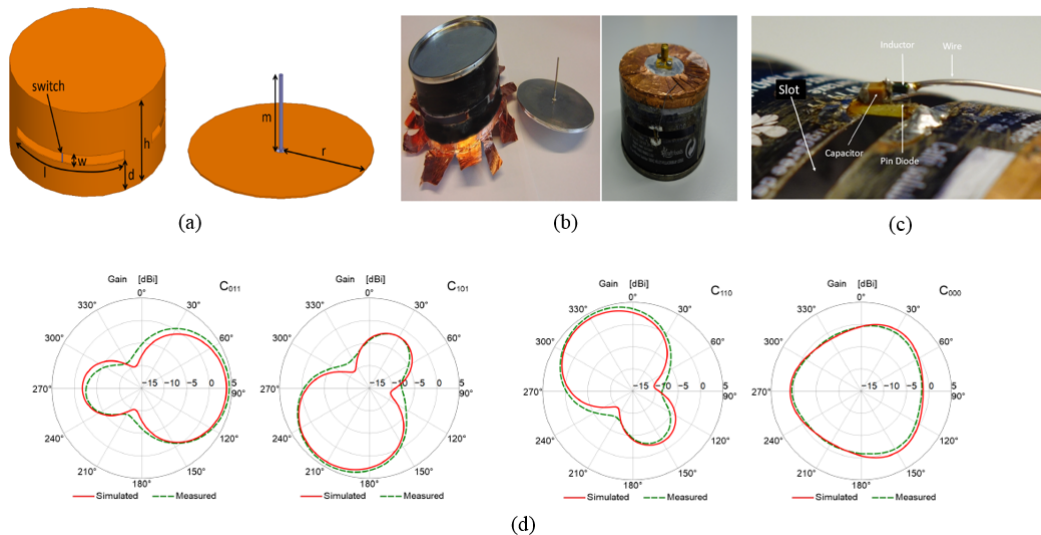 switch
w
h
l
d
m
r
(a)
(b)
Inductor
Wire
Slot
Capacitor
Pin Diode
(c)
Gain [dBi]
C011
0°
330°
30°
300°
60°
270°
−15 −10 −5 0 5
90°
240°
120°
210°
150°
180°
Simulated Measured
Gain [dBi]
C101
0°
330°
30°
300°
60°
270°
−15 −10 −5 0 5
90°
240°
120°
210°
150°
180°
Simulated Measured
Gain [dBi]
C110
0°
330°
30°
300°
60°
270°
−15 −10 −5 0 5
90°
240°
120°
210°
150°
180°
Simulated Measured
Gain [dBi]
C000
0°
330°
30°
300°
60°
270°
−15 −10 −5 0 5
90°
240°
120°
210°
150°
180°
Simulated Measured
(d)